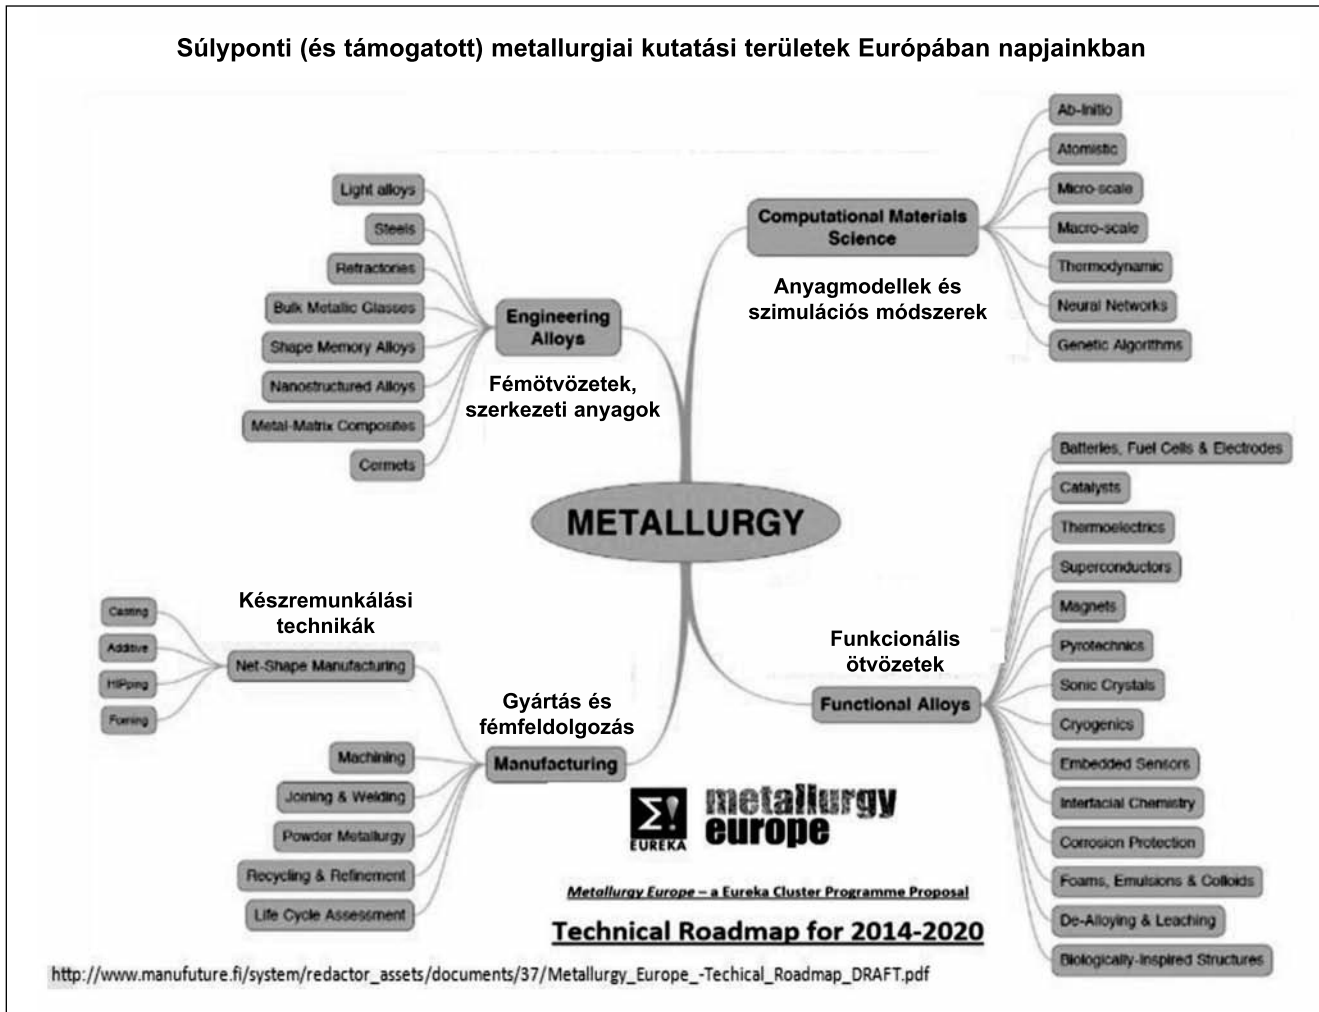 Súlyponti (és támogatott) metallurgiai kutatási területek Európában napjainkban
Light alloys
Steels
Refractories
Bulk Metallic Glasses
Shape Memory Alloys
Nanostructured Alloys
Metal-Matrix Composites
Cermets
Engineering
Alloys
Fémötvözetek,
szerkezeti anyagok
Computational Materials
Science
Anyagmodellek és
szimulációs módszerek
Ab-Initio
Atomistic
Micro-scale
Macro-scale
Thermodynamic
Neural Networks
Genetic Algorithms
METALLURGY
Készremunkálási
technikák
Casting
Additive
HIPping
Forming
Net-Shape Manufacturing
Gyártás és
fémfeldolgozás
Manufacturing
Machining
Joining & Welding
Powder Metallurgy
Recycling & Refinement
Life Cycle Assessment
Funkcionális
ötvözetek
Functional Alloys
Batteries, Fuel Cells & Electrodes
Catalysts
Thermoelectrics
Superconductors
Magnets
Pyrotechnics
Sonic Crystals
Cryogenics
Embedded Sensors
Interfacial Chemistry
Corrosion Protection
Foams, Emulsions & Colloids
De-Alloying & Leaching
Biologically-Inspired Structures
Σ!
EUREKA
metallurgy
europe
Metallurgy Europe – a Eureka Cluster Programme Proposal
Technical Roadmap for 2014-2020
http://www.manufuture.fi/system/redactor_assets/documents/37/Metallurgy_Europe_-Techical_Roadmap_DRAFT.pdf